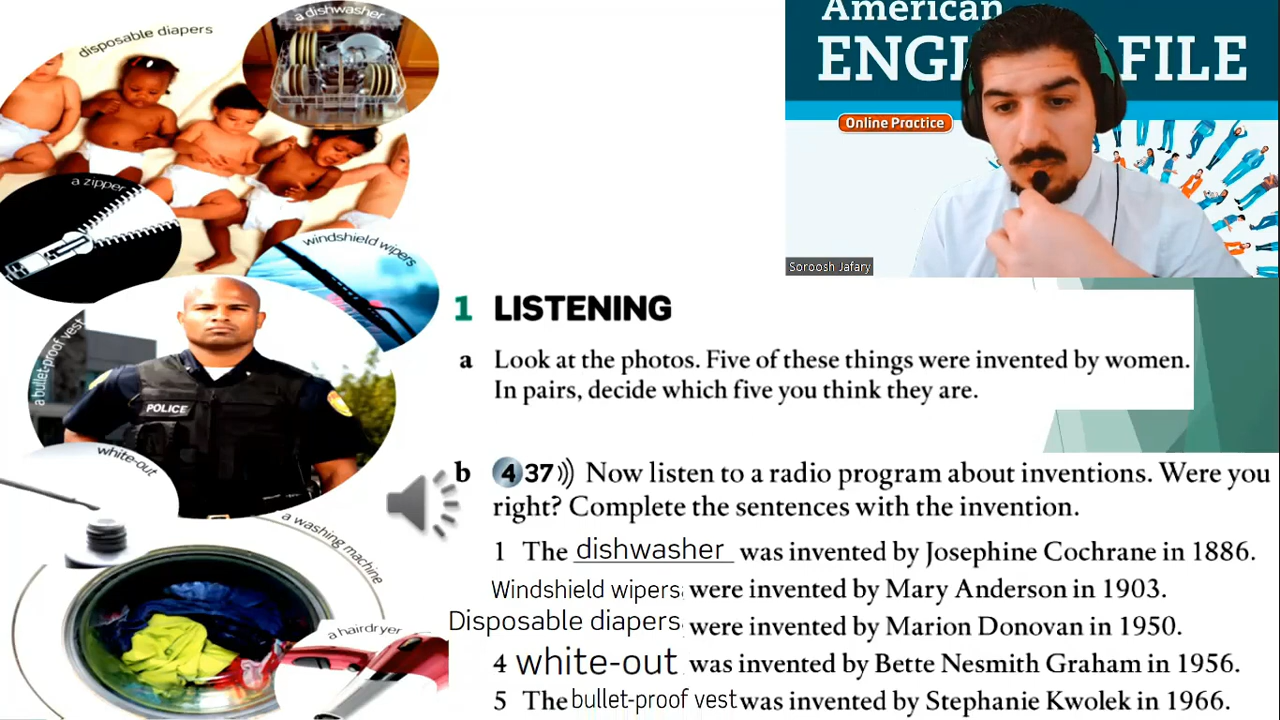 disposable diapers
a dishwasher
a zipper
windshield wipers
a bullet-proof vest
POLICE
white-out
a washing machine
a hairdryer
American
ENGL FILE
Online Practice
Soroosh Jafary
1 LISTENING
a Look at the photos. Five of these things were invented by women.
In pairs, decide which five you think they are.
b 4 37))) Now listen to a radio program about inventions. Were you
right? Complete the sentences with the invention.
1 The dishwasher was invented by Josephine Cochrane in 1886.
Windshield wipers were invented by Mary Anderson in 1903.
Disposable diapers were invented by Marion Donovan in 1950.
4 white-out was invented by Bette Nesmith Graham in 1956.
5 The bullet-proof vest was invented by Stephanie Kwolek in 1966.